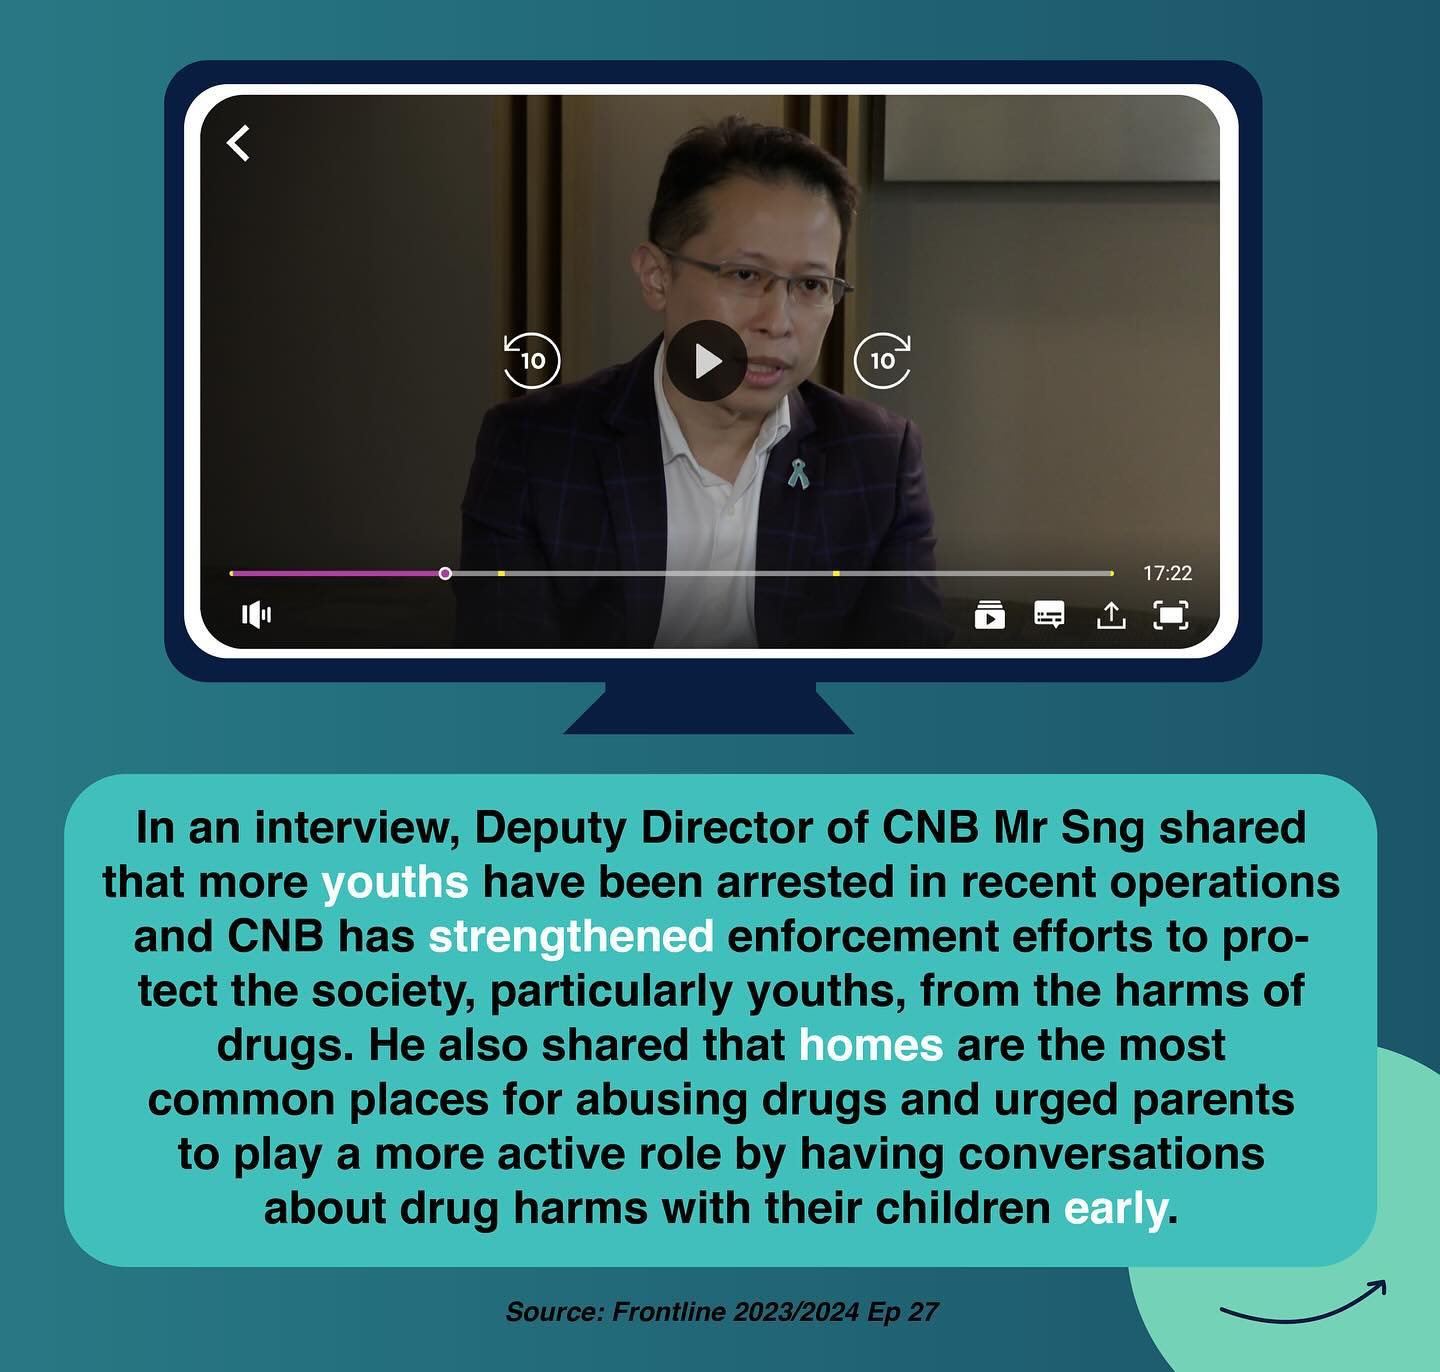 10
10
17:22
In an interview, Deputy Director of CNB Mr Sng shared
that more youths have been arrested in recent operations
and CNB has strengthened enforcement efforts to pro-
tect the society, particularly youths, from the harms of
drugs. He also shared that homes are the most
common places for abusing drugs and urged parents
to play a more active role by having conversations
about drug harms with their children early.
Source: Frontline 2023/2024 Ep 27